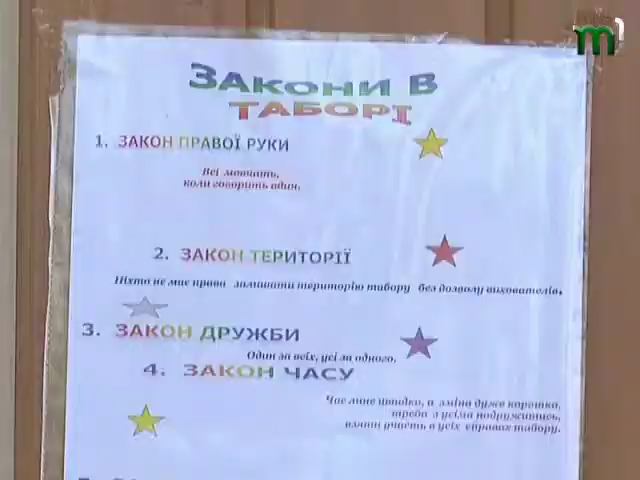 ЗАКОНИ В
ТАБОРІ
1. ЗАКОН ПРАВОЇ РУКИ
Всі мовчать,
коли говорить один.
2. ЗАКОН ТЕРИТОРІЇ
Ніхто не має права залишати територію табору без дозволу вихователів.
3. ЗАКОН ДРУЖБИ
Один за всіх, усі за одного.
4. ЗАКОН ЧАСУ
Час лине швидко, а зміна дуже коротка,
треба з усіма подружитись,
взяти участь в усіх справах табору.
m